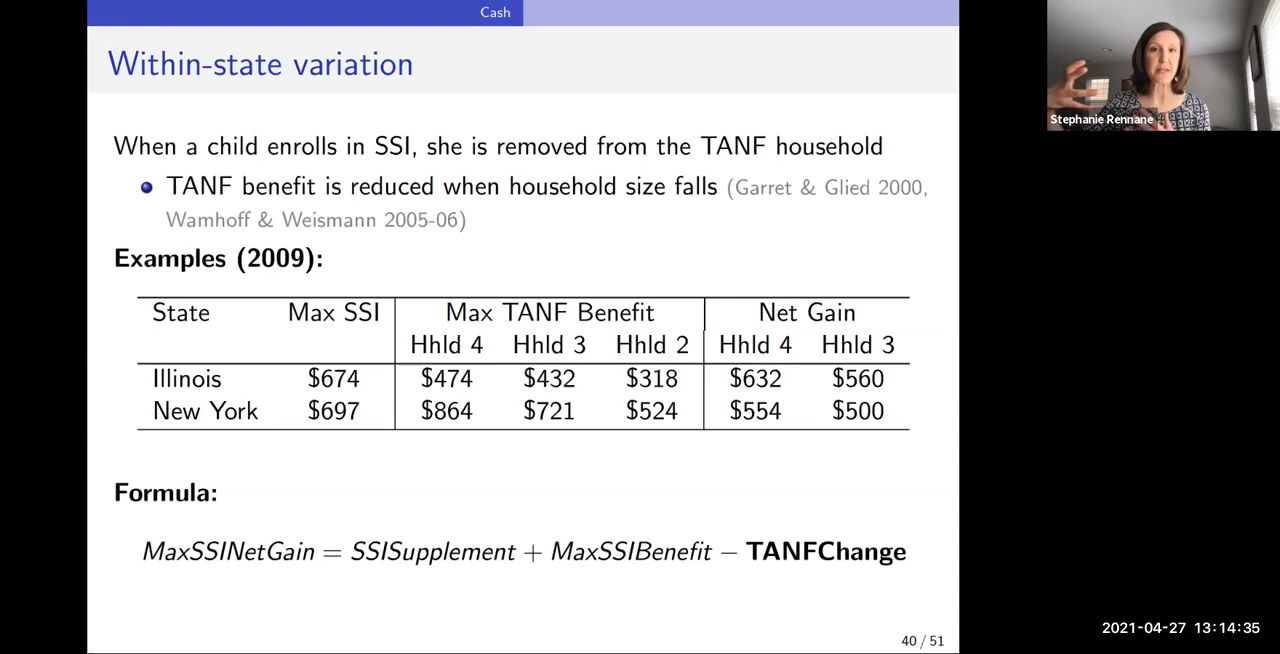 Cash
Within-state variation
Stephanie Rennane
When a child enrolls in SSI, she is removed from the TANF household
TANF benefit is reduced when household size falls (Garret & Glied 2000,
Wamhoff & Weismann 2005-06)
Examples (2009):
State Max SSI Max TANF Benefit Net Gain
Hhld 4 Hhld 3 Hhld 2 Hhld 4 Hhld 3
Illinois $674 $474 $432 $318 $632 $560
New York $697 $864 $721 $524 $554 $500
Formula:
MaxSSINetGain = SSISupplement + MaxSSIBenefit − TANFChange
2021-04-27 13:14:35
40 / 51